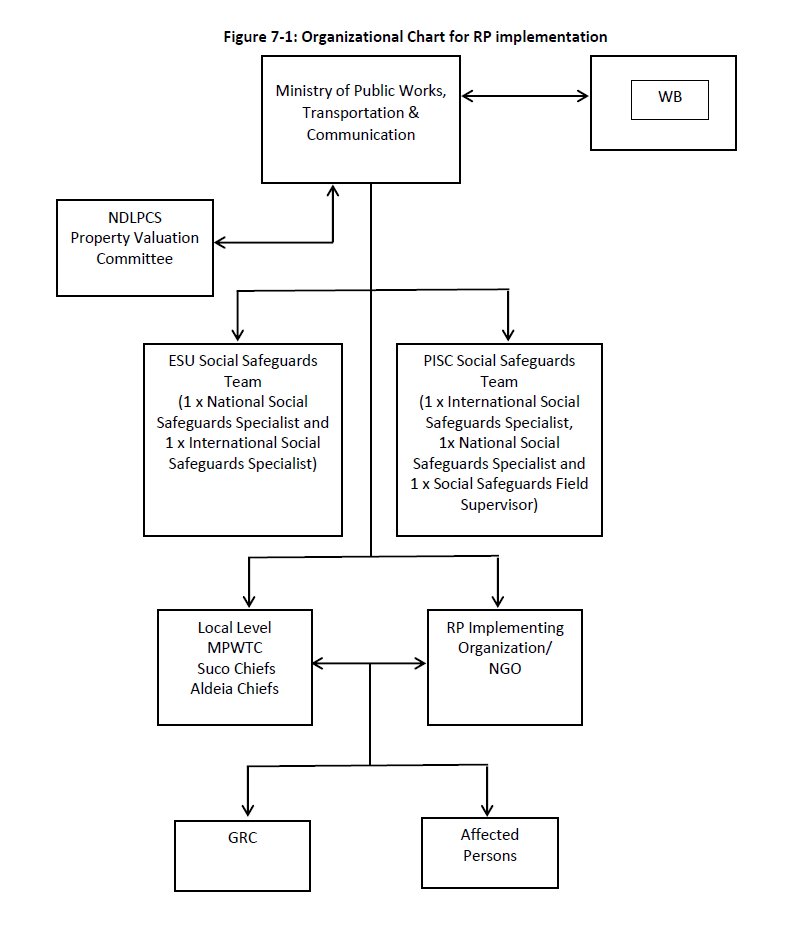 Figure 7-1: Organizational Chart for RP implementation
Ministry of Public Works,
Transportation &
Communication
WB
NDLPCS
Property Valuation
Committee
ESU Social Safeguards
Team
(1 x National Social
Safeguards Specialist and
1 x International Social
Safeguards Specialist)
PISC Social Safeguards
Team
(1 x International Social
Safeguards Specialist,
1x National Social
Safeguards Specialist and
1 x Social Safeguards Field
Supervisor)
Local Level
MPWTC
Suco Chiefs
Aldeia Chiefs
RP Implementing
Organization/
NGO
GRC
Affected
Persons